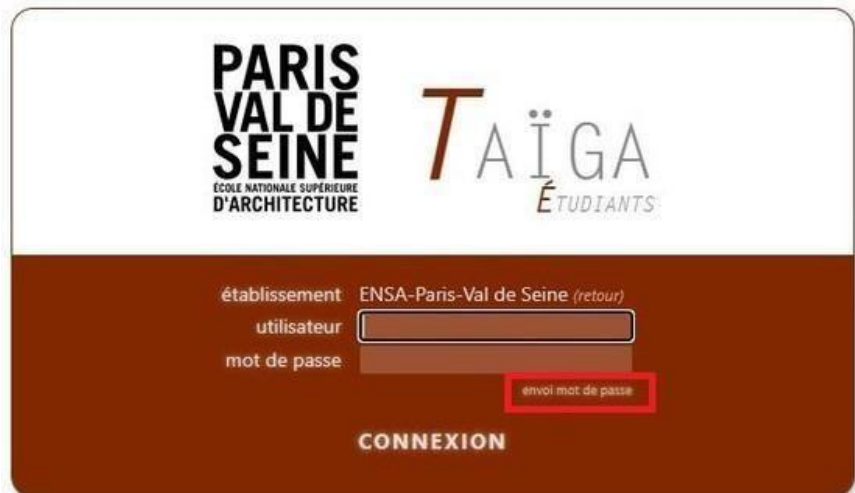 PARIS
VAL DE
SEINE
ÉCOLE NATIONALE SUPÉRIEURE
D'ARCHITECTURE
TAÏGA
ÉTUDIANTS
établissement ENSA-Paris-Val de Seine (retour)
utilisateur
mot de passe
envoi mot de passe
CONNEXION